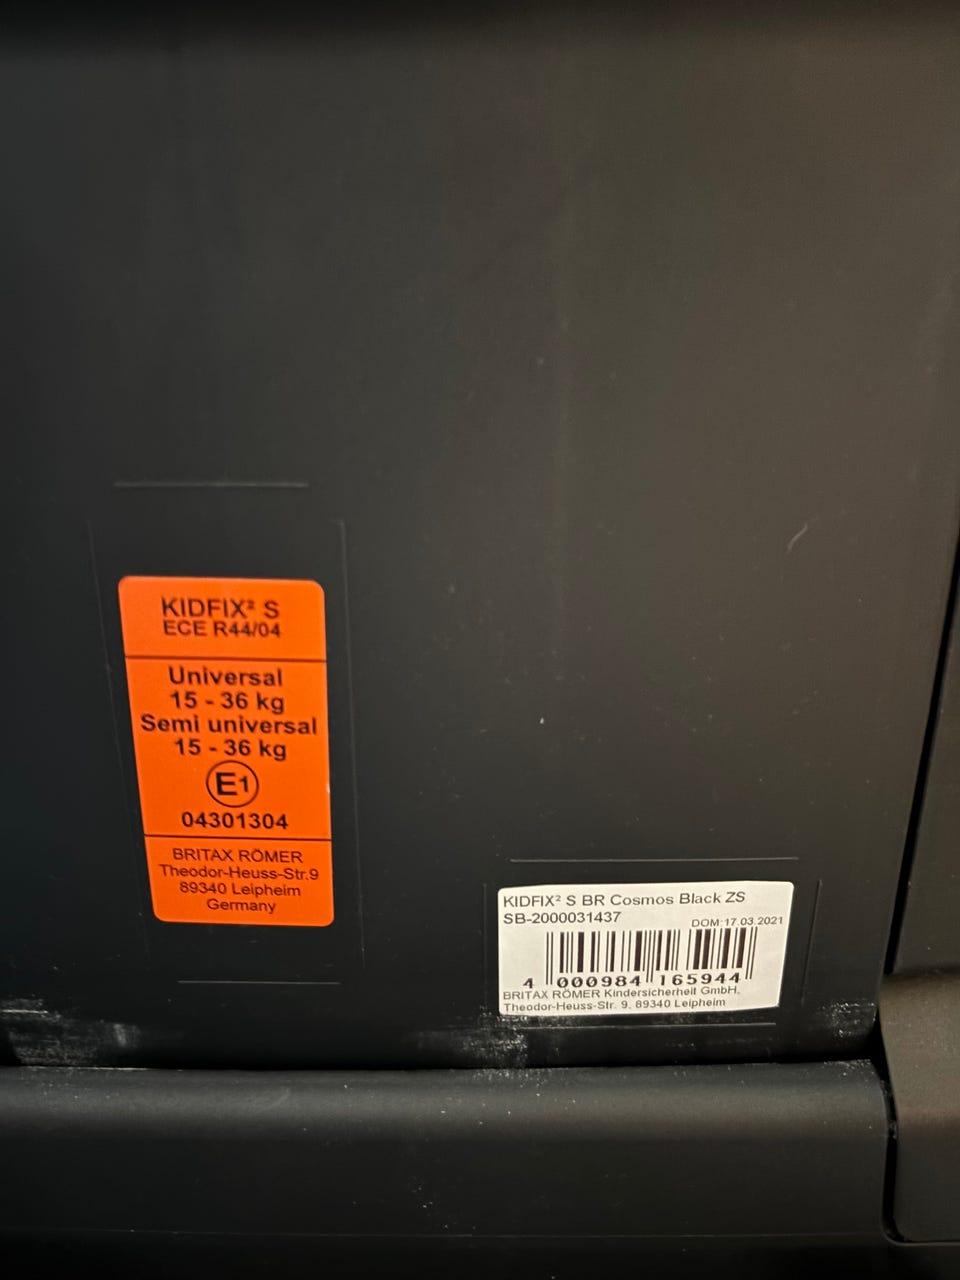 KIDFIX² S
ECE R44/04
Universal
15 - 36 kg
Semi universal
15 - 36 kg
E1
04301304
BRITAX RÖMER
Theodor-Heuss-Str.9
89340 Leipheim
Germany
KIDFIX² S BR Cosmos Black ZS
SB-2000031437
DOM:17.03.2021
4 000984 165944
BRITAX RÖMER Kindersicherheit GmbH,
Theodor-Heuss-Str. 9, 89340 Leipheim